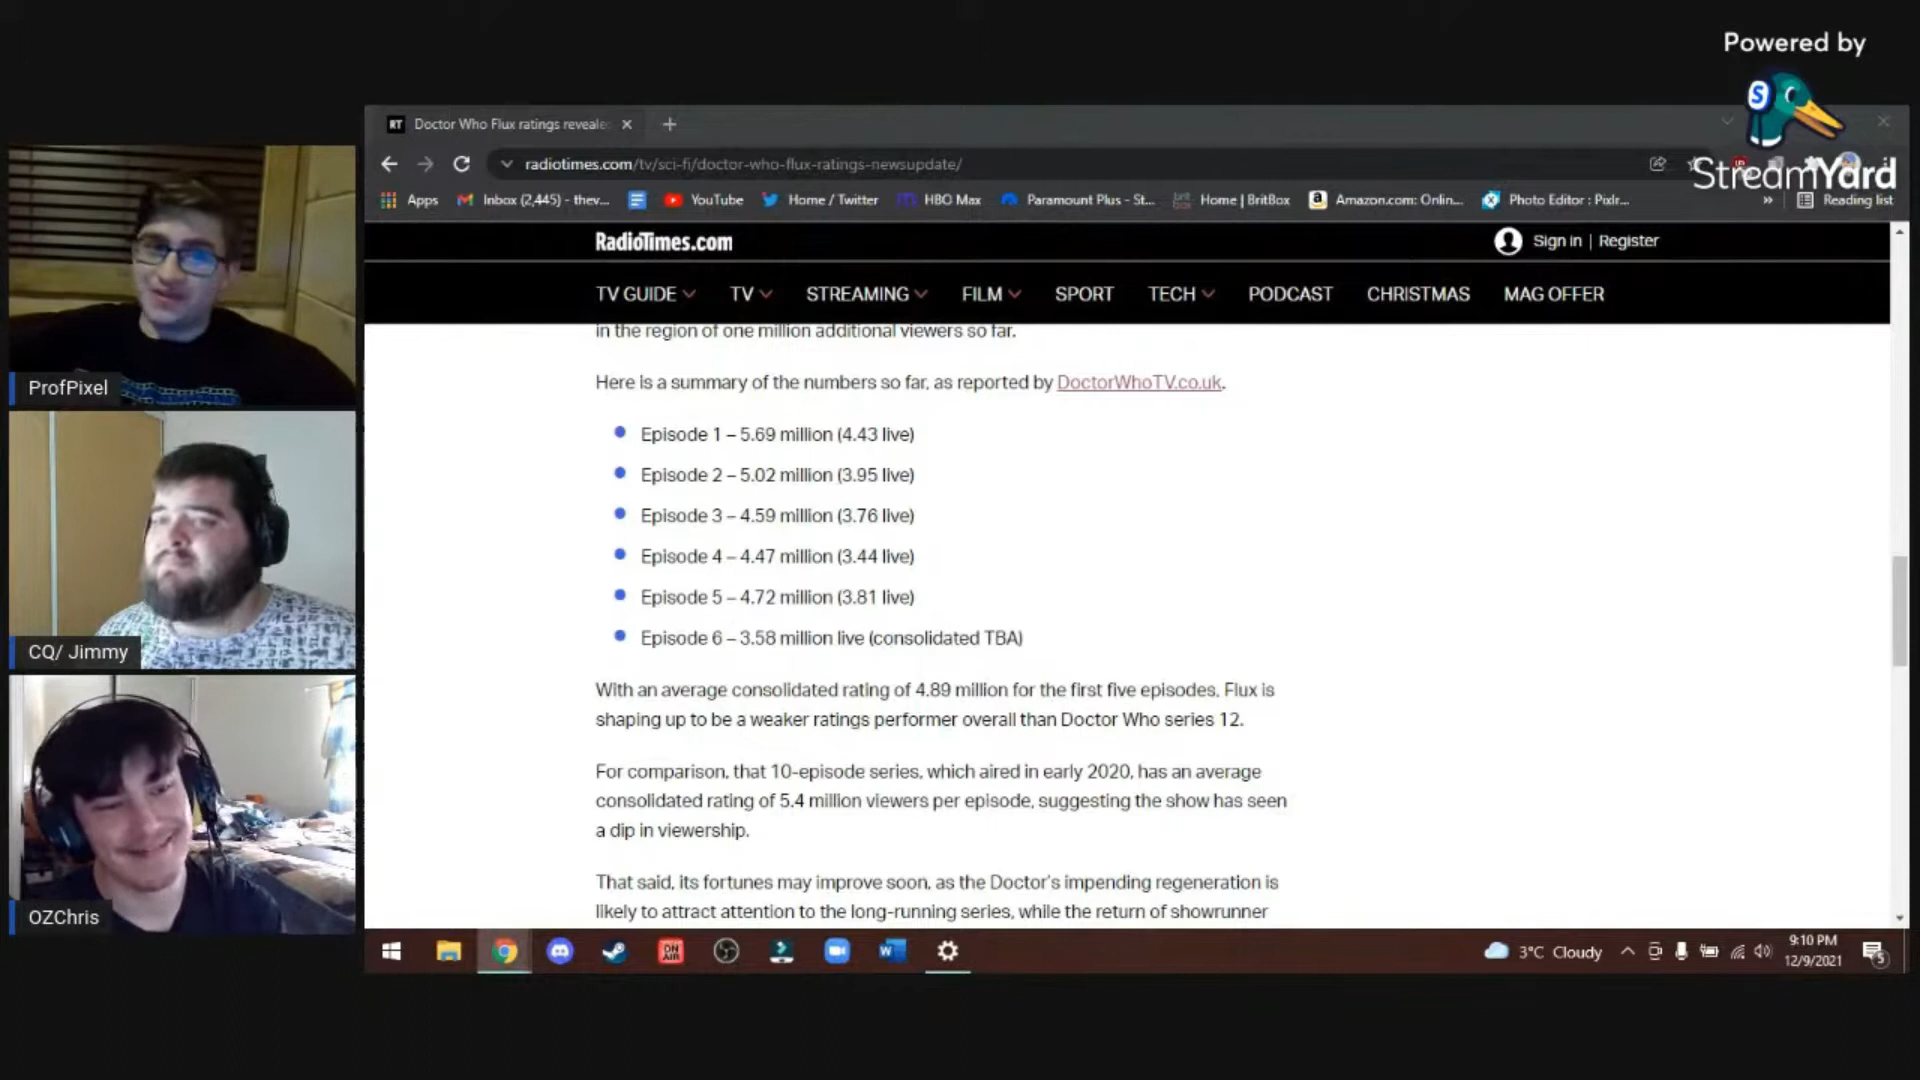 Powered by
StreamYard
RT Doctor Who Flux ratings reveale
radiotimes.com/tv/sci-fi/doctor-who-flux-ratings-newsupdate/
Apps Inbox (2,445) – thev... YouTube Home / Twitter HBO Max Paramount Plus - St... Home | BritBox Amazon.com: Onlin... Photo Editor : Pixlr... » Reading list
RadioTimes.com Sign in | Register
TV GUIDE TV STREAMING FILM SPORT TECH PODCAST CHRISTMAS MAG OFFER
in the region of one million additional viewers so far.
Here is a summary of the numbers so far, as reported by DoctorWhoTV.co.uk.
Episode 1 – 5.69 million (4.43 live)
Episode 2 – 5.02 million (3.95 live)
Episode 3 – 4.59 million (3.76 live)
Episode 4 – 4.47 million (3.44 live)
Episode 5 – 4.72 million (3.81 live)
Episode 6 – 3.58 million live (consolidated TBA)
With an average consolidated rating of 4.89 million for the first five episodes, Flux is
shaping up to be a weaker ratings performer overall than Doctor Who series 12.
For comparison, that 10-episode series, which aired in early 2020, has an average
consolidated rating of 5.4 million viewers per episode, suggesting the show has seen
a dip in viewership.
That said, its fortunes may improve soon, as the Doctor's impending regeneration is
likely to attract attention to the long-running series, while the return of showrunner
ProfPixel
CQ/ Jimmy
OZChris
ON AIR
3°C Cloudy
9:10 PM
12/9/2021
5